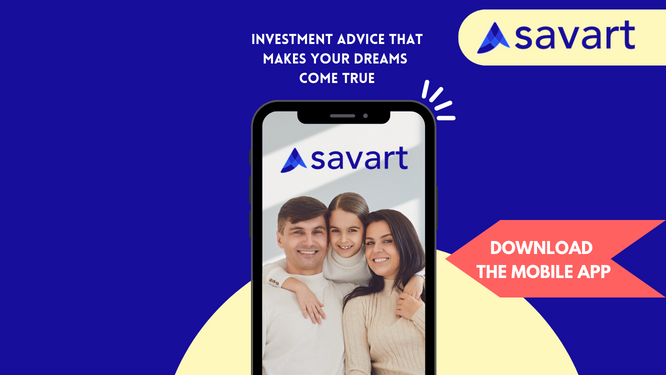 INVESTMENT ADVICE THAT
MAKES YOUR DREAMS
COME TRUE
savart
savart
DOWNLOAD
THE MOBILE APP